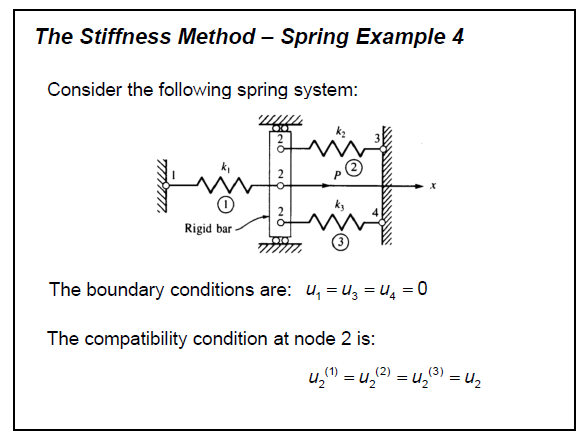 The Stiffness Method – Spring Example 4
Consider the following spring system:
k₂
2
3
2
P
k₁
1
2
x
1
k₃
2
4
Rigid bar
3
The boundary conditions are: u₁ = u₃ = u₄ = 0
The compatibility condition at node 2 is:
u₂⁽¹⁾ = u₂⁽²⁾ = u₂⁽³⁾ = u₂